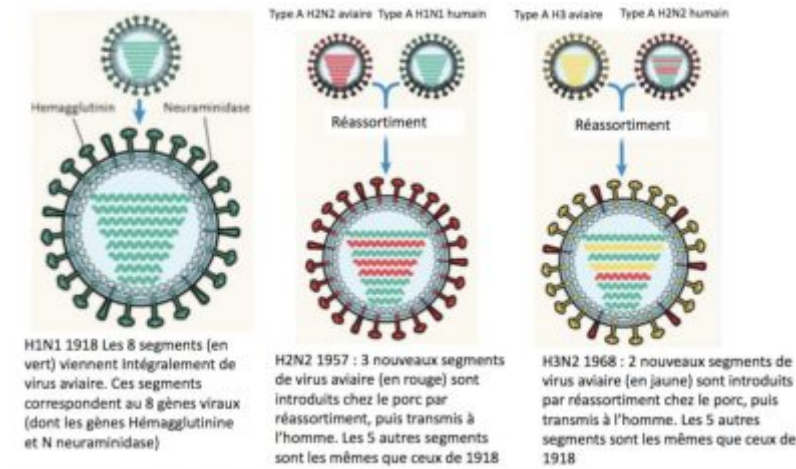 Type A H2N2 aviaire Type A H1N1 humain
Type A H3 aviaire Type A H2N2 humain
Hemagglutinin
Neuraminidase
Réassortiment
Réassortiment
H1N1 1918 Les 8 segments (en
vert) viennent Intégralement de
virus aviaire. Ces segments
correspondent au 8 gènes viraux
(dont les gènes Hémagglutinine
et N neuraminidase)
H2N2 1957 : 3 nouveaux segments
de virus aviaire (en rouge) sont
introduits chez le porc par
réassortiment, puis transmis à
l'homme. Les 5 autres segments
sont les mêmes que ceux de 1918
H3N2 1968 : 2 nouveaux segments de
virus aviaire (en jaune) sont introduits
par réassortiment chez le porc, puis
transmis à l'homme. Les 5 autres
segments sont les mêmes que ceux de
1918